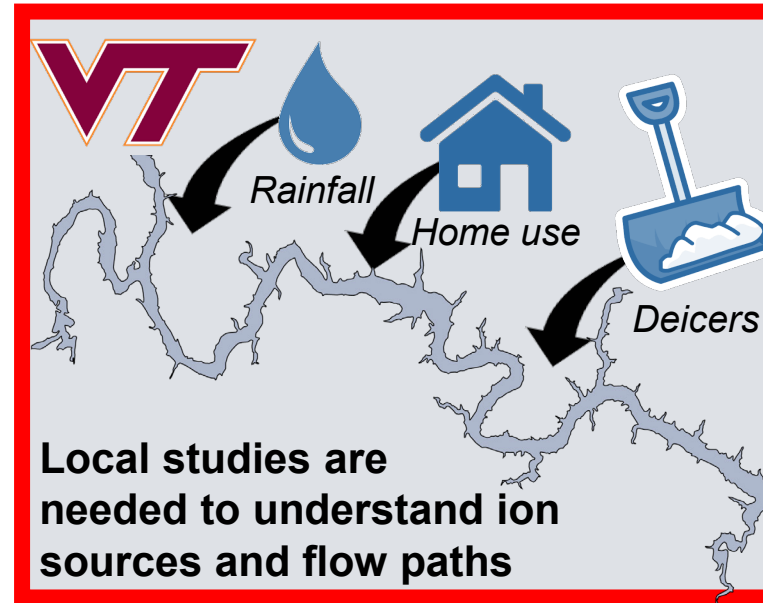 VT
Rainfall
Home use
Deicers
Local studies are
needed to understand ion
sources and flow paths